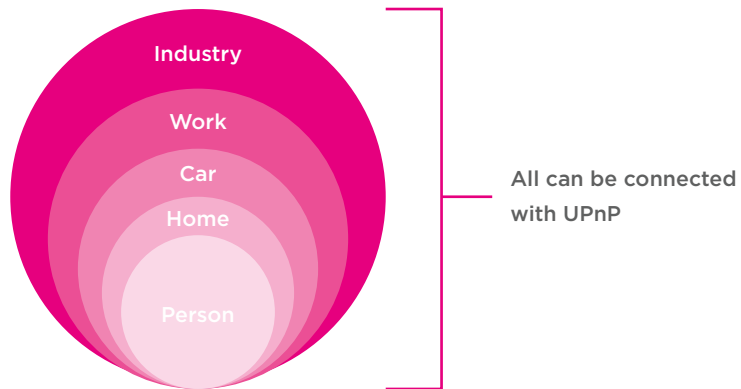 Industry
Work
Car
Home
Person
All can be connected
with UPnP